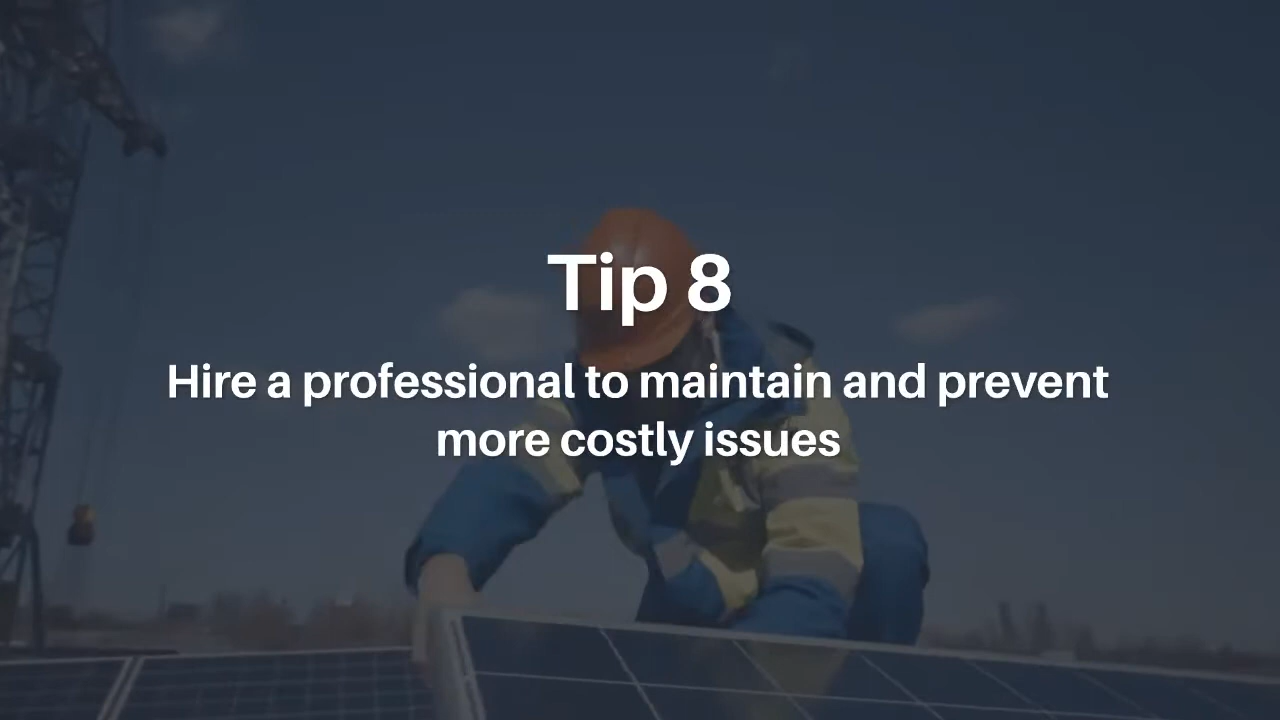 Tip 8
Hire a professional to maintain and prevent
more costly issues